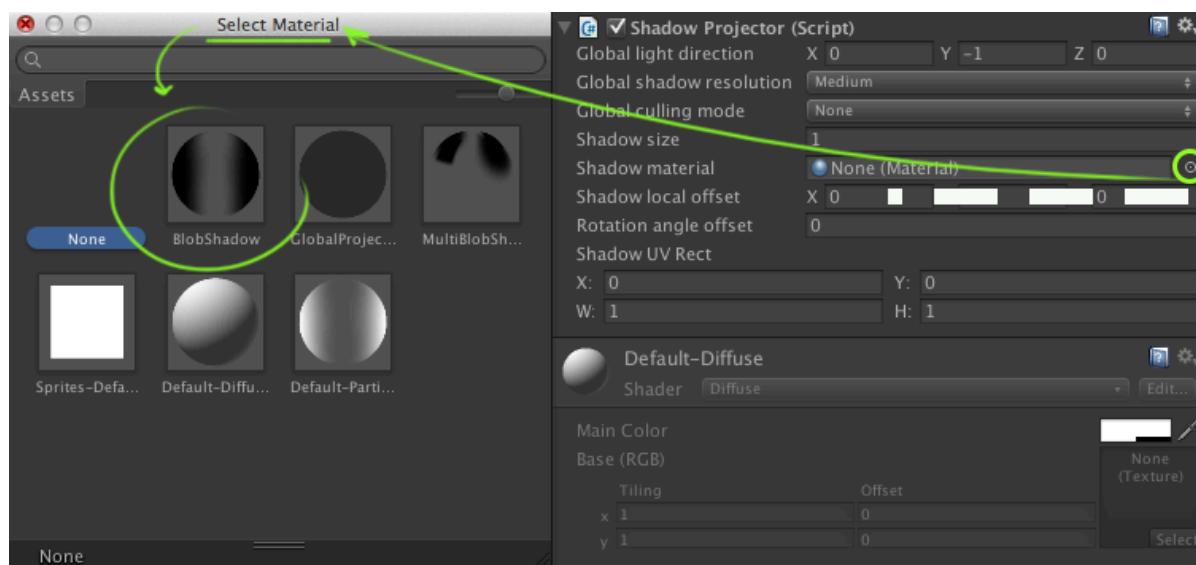 Select Material
Assets
None
BlobShadow
GlobalProjec...
MultiBlobSh...
Sprites-Defa...
Default-Diffu...
Default-Parti...
None
Shadow Projector (Script)
Global light direction X 0 Y -1 Z 0
Global shadow resolution Medium
Global culling mode None
Shadow size 1
Shadow material None (Material)
Shadow local offset X 0 0
Rotation angle offset 0
Shadow UV Rect
X: 0 Y: 0
W: 1 H: 1
Default-Diffuse
Shader Diffuse Edit...
Main Color
Base (RGB)
None
(Texture)
Tiling Offset
x 1 0
y 1 0
Select